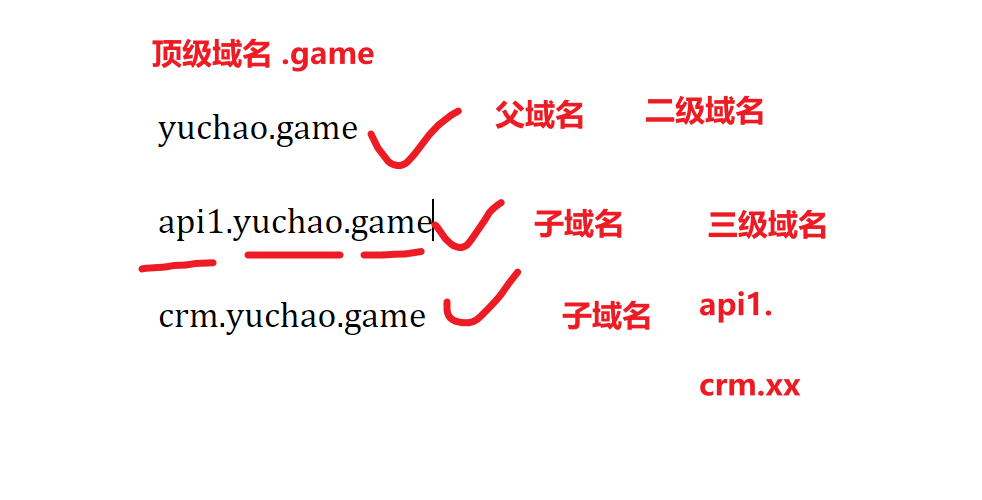 顶级域名 .game
yuchao.game 父域名 二级域名
api1.yuchao.game 子域名 三级域名
crm.yuchao.game 子域名 api1.
crm.xx